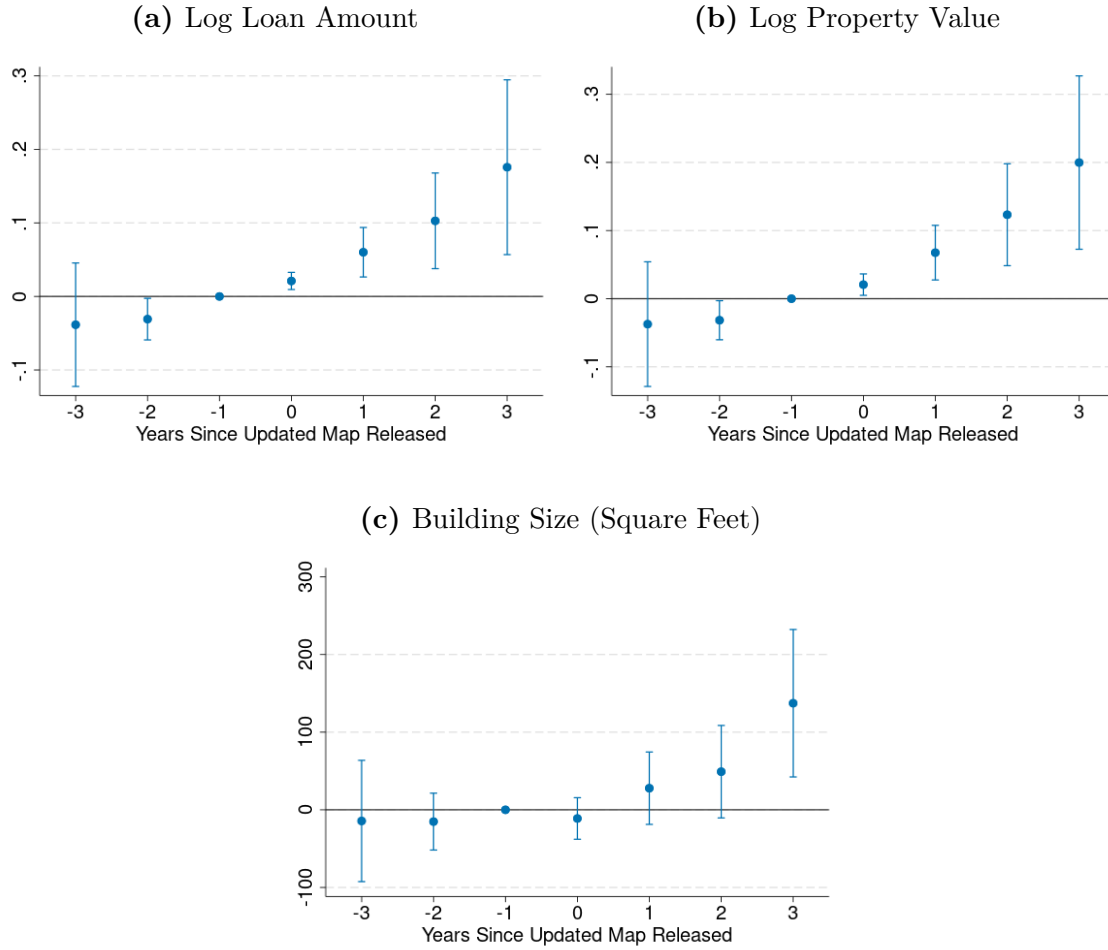 (a) Log Loan Amount
.3
.2
.1
0
-.1
-3 -2 -1 0 1 2 3
Years Since Updated Map Released
(b) Log Property Value
.3
.2
.1
0
-.1
-3 -2 -1 0 1 2 3
Years Since Updated Map Released
(c) Building Size (Square Feet)
300
200
100
0
-100
-3 -2 -1 0 1 2 3
Years Since Updated Map Released